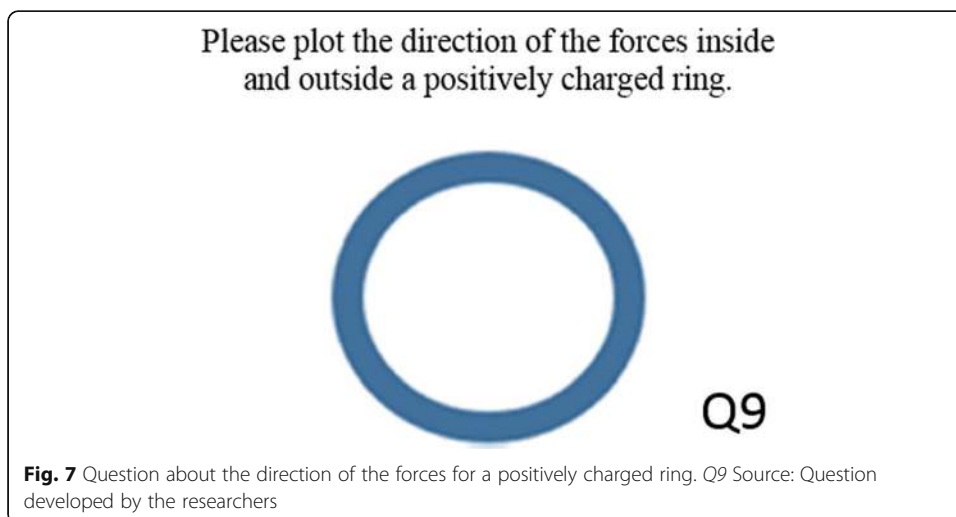 Please plot the direction of the forces inside
and outside a positively charged ring.
Q9
Fig. 7 Question about the direction of the forces for a positively charged ring. Q9 Source: Question
developed by the researchers